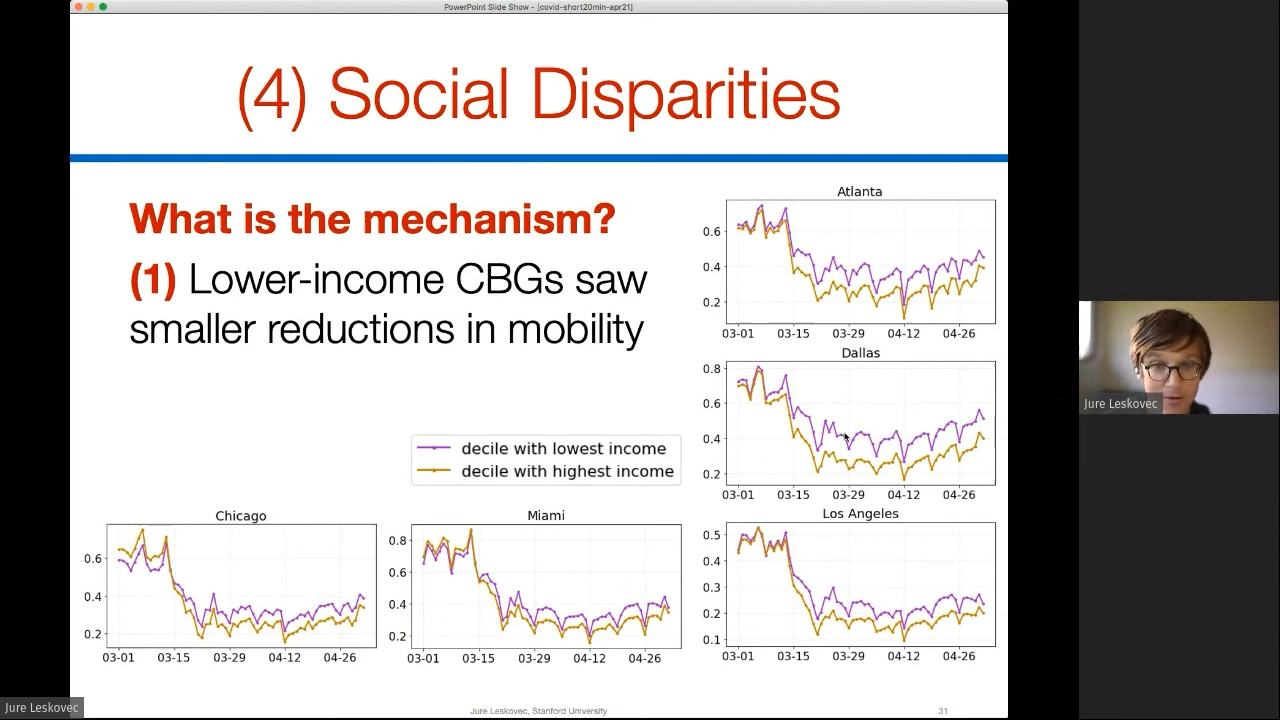 PowerPoint Slide Show - [covid-short20min-apr21]
(4) Social Disparities
What is the mechanism?
(1) Lower-income CBGs saw
smaller reductions in mobility
decile with lowest income
decile with highest income
Atlanta
0.6
0.4
0.2
03-01 03-15 03-29 04-12 04-26
Dallas
0.8
0.6
0.4
0.2
03-01 03-15 03-29 04-12 04-26
Chicago
0.6
0.4
0.2
03-01 03-15 03-29 04-12 04-26
Miami
0.8
0.6
0.4
0.2
03-01 03-15 03-29 04-12 04-26
Los Angeles
0.5
0.4
0.3
0.2
0.1
03-01 03-15 03-29 04-12 04-26
Jure Leskovec, Stanford University
31
Jure Leskovec
Jure Leskovec